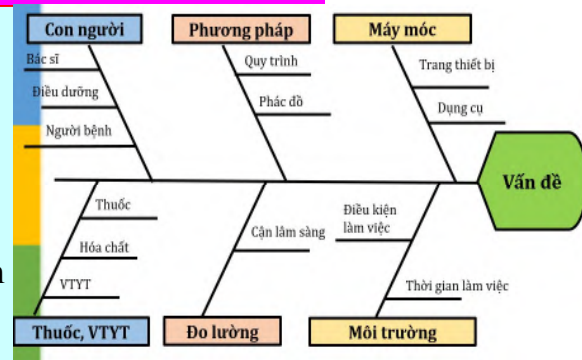 Con người
Phương pháp
Máy móc
Bác sĩ
Điều dưỡng
Người bệnh
Quy trình
Phác đồ
Trang thiết bị
Dụng cụ
Vấn đề
Thuốc
Hóa chất
VTYT
Cận lâm sàng
Điều kiện
làm việc
Thời gian làm việc
Thuốc, VTYT
Đo lường
Môi trường